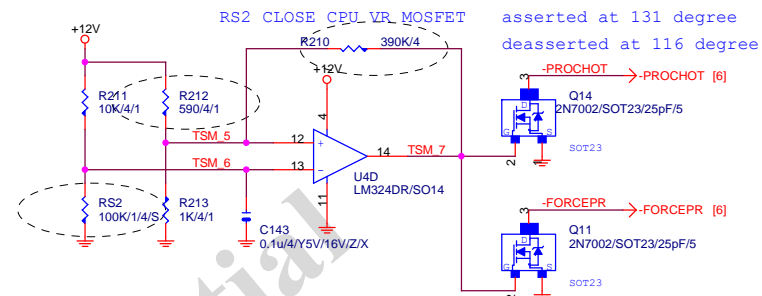 RS2 CLOSE CPU VR MOSFET
asserted at 131 degree
deasserted at 116 degree
+12V
R210
390K/4
+12V
R211
10K/4/1
R212
590/4/1
TSM_5
TSM_6
12
13
4
11
14
TSM_7
U4D
LM324DR/SO14
RS2
100K/1/4/S
R213
1K/4/1
C143
0.1u/4/Y5V/16V/Z/X
3
-PROCHOT
-PROCHOT [6]
Q14
2N7002/SOT23/25pF/5
D
G
S
2
SOT23
3
-FORCEPR
-FORCEPR [6]
Q11
2N7002/SOT23/25pF/5
D
G
S
SOT23
tial